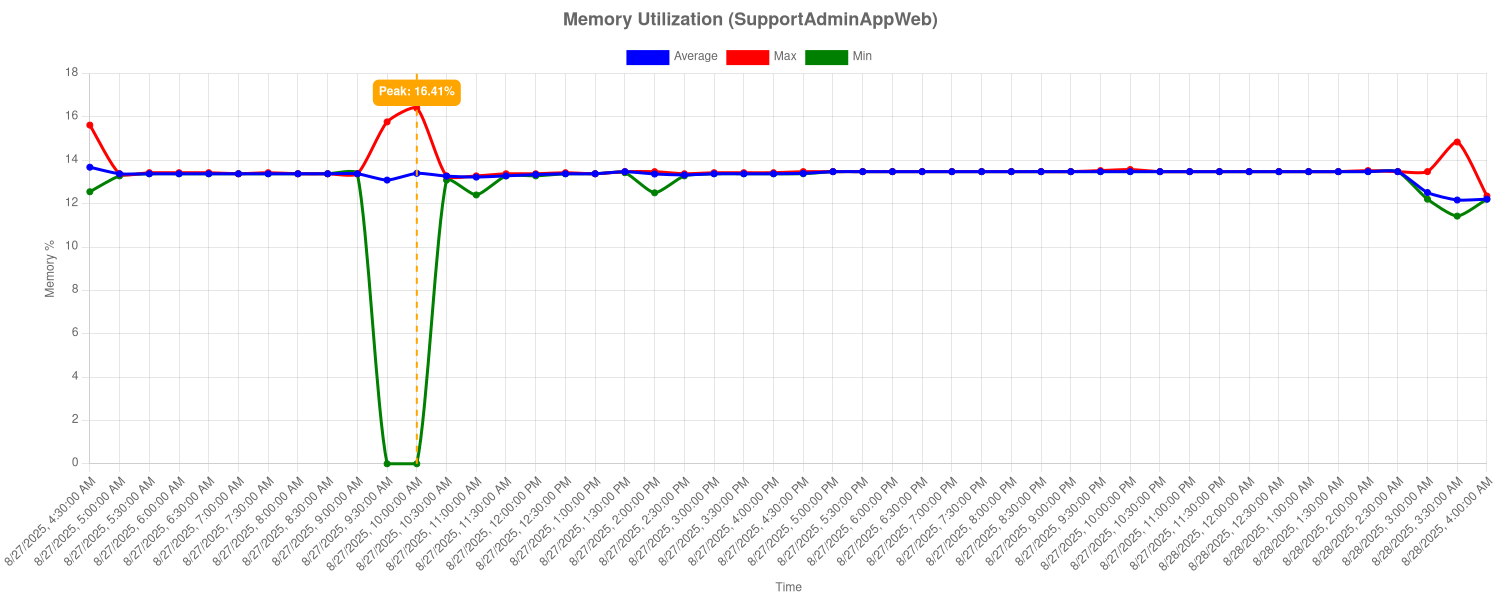 Memory Utilization (SupportAdminAppWeb)
Average Max Min
Peak: 16.41%
18
16
14
12
10
8
6
4
2
0
Memory %
8/27/2025, 4:30:00 AM
8/27/2025, 5:00:00 AM
8/27/2025, 5:30:00 AM
8/27/2025, 6:00:00 AM
8/27/2025, 6:30:00 AM
8/27/2025, 7:00:00 AM
8/27/2025, 7:30:00 AM
8/27/2025, 8:00:00 AM
8/27/2025, 8:30:00 AM
8/27/2025, 9:00:00 AM
8/27/2025, 9:30:00 AM
8/27/2025, 10:00:00 AM
8/27/2025, 10:30:00 AM
8/27/2025, 11:00:00 AM
8/27/2025, 11:30:00 AM
8/27/2025, 12:00:00 PM
8/27/2025, 12:30:00 PM
8/27/2025, 1:00:00 PM
8/27/2025, 1:30:00 PM
8/27/2025, 2:00:00 PM
8/27/2025, 2:30:00 PM
8/27/2025, 3:00:00 PM
8/27/2025, 3:30:00 PM
8/27/2025, 4:00:00 PM
8/27/2025, 4:30:00 PM
8/27/2025, 5:00:00 PM
8/27/2025, 5:30:00 PM
8/27/2025, 6:00:00 PM
8/27/2025, 6:30:00 PM
8/27/2025, 7:00:00 PM
8/27/2025, 7:30:00 PM
8/27/2025, 8:00:00 PM
8/27/2025, 8:30:00 PM
8/27/2025, 9:00:00 PM
8/27/2025, 9:30:00 PM
8/27/2025, 10:00:00 PM
8/27/2025, 10:30:00 PM
8/27/2025, 11:00:00 PM
8/27/2025, 11:30:00 PM
8/28/2025, 12:00:00 AM
8/28/2025, 12:30:00 AM
8/28/2025, 1:00:00 AM
8/28/2025, 1:30:00 AM
8/28/2025, 2:00:00 AM
8/28/2025, 2:30:00 AM
8/28/2025, 3:00:00 AM
8/28/2025, 3:30:00 AM
8/28/2025, 4:00:00 AM
Time